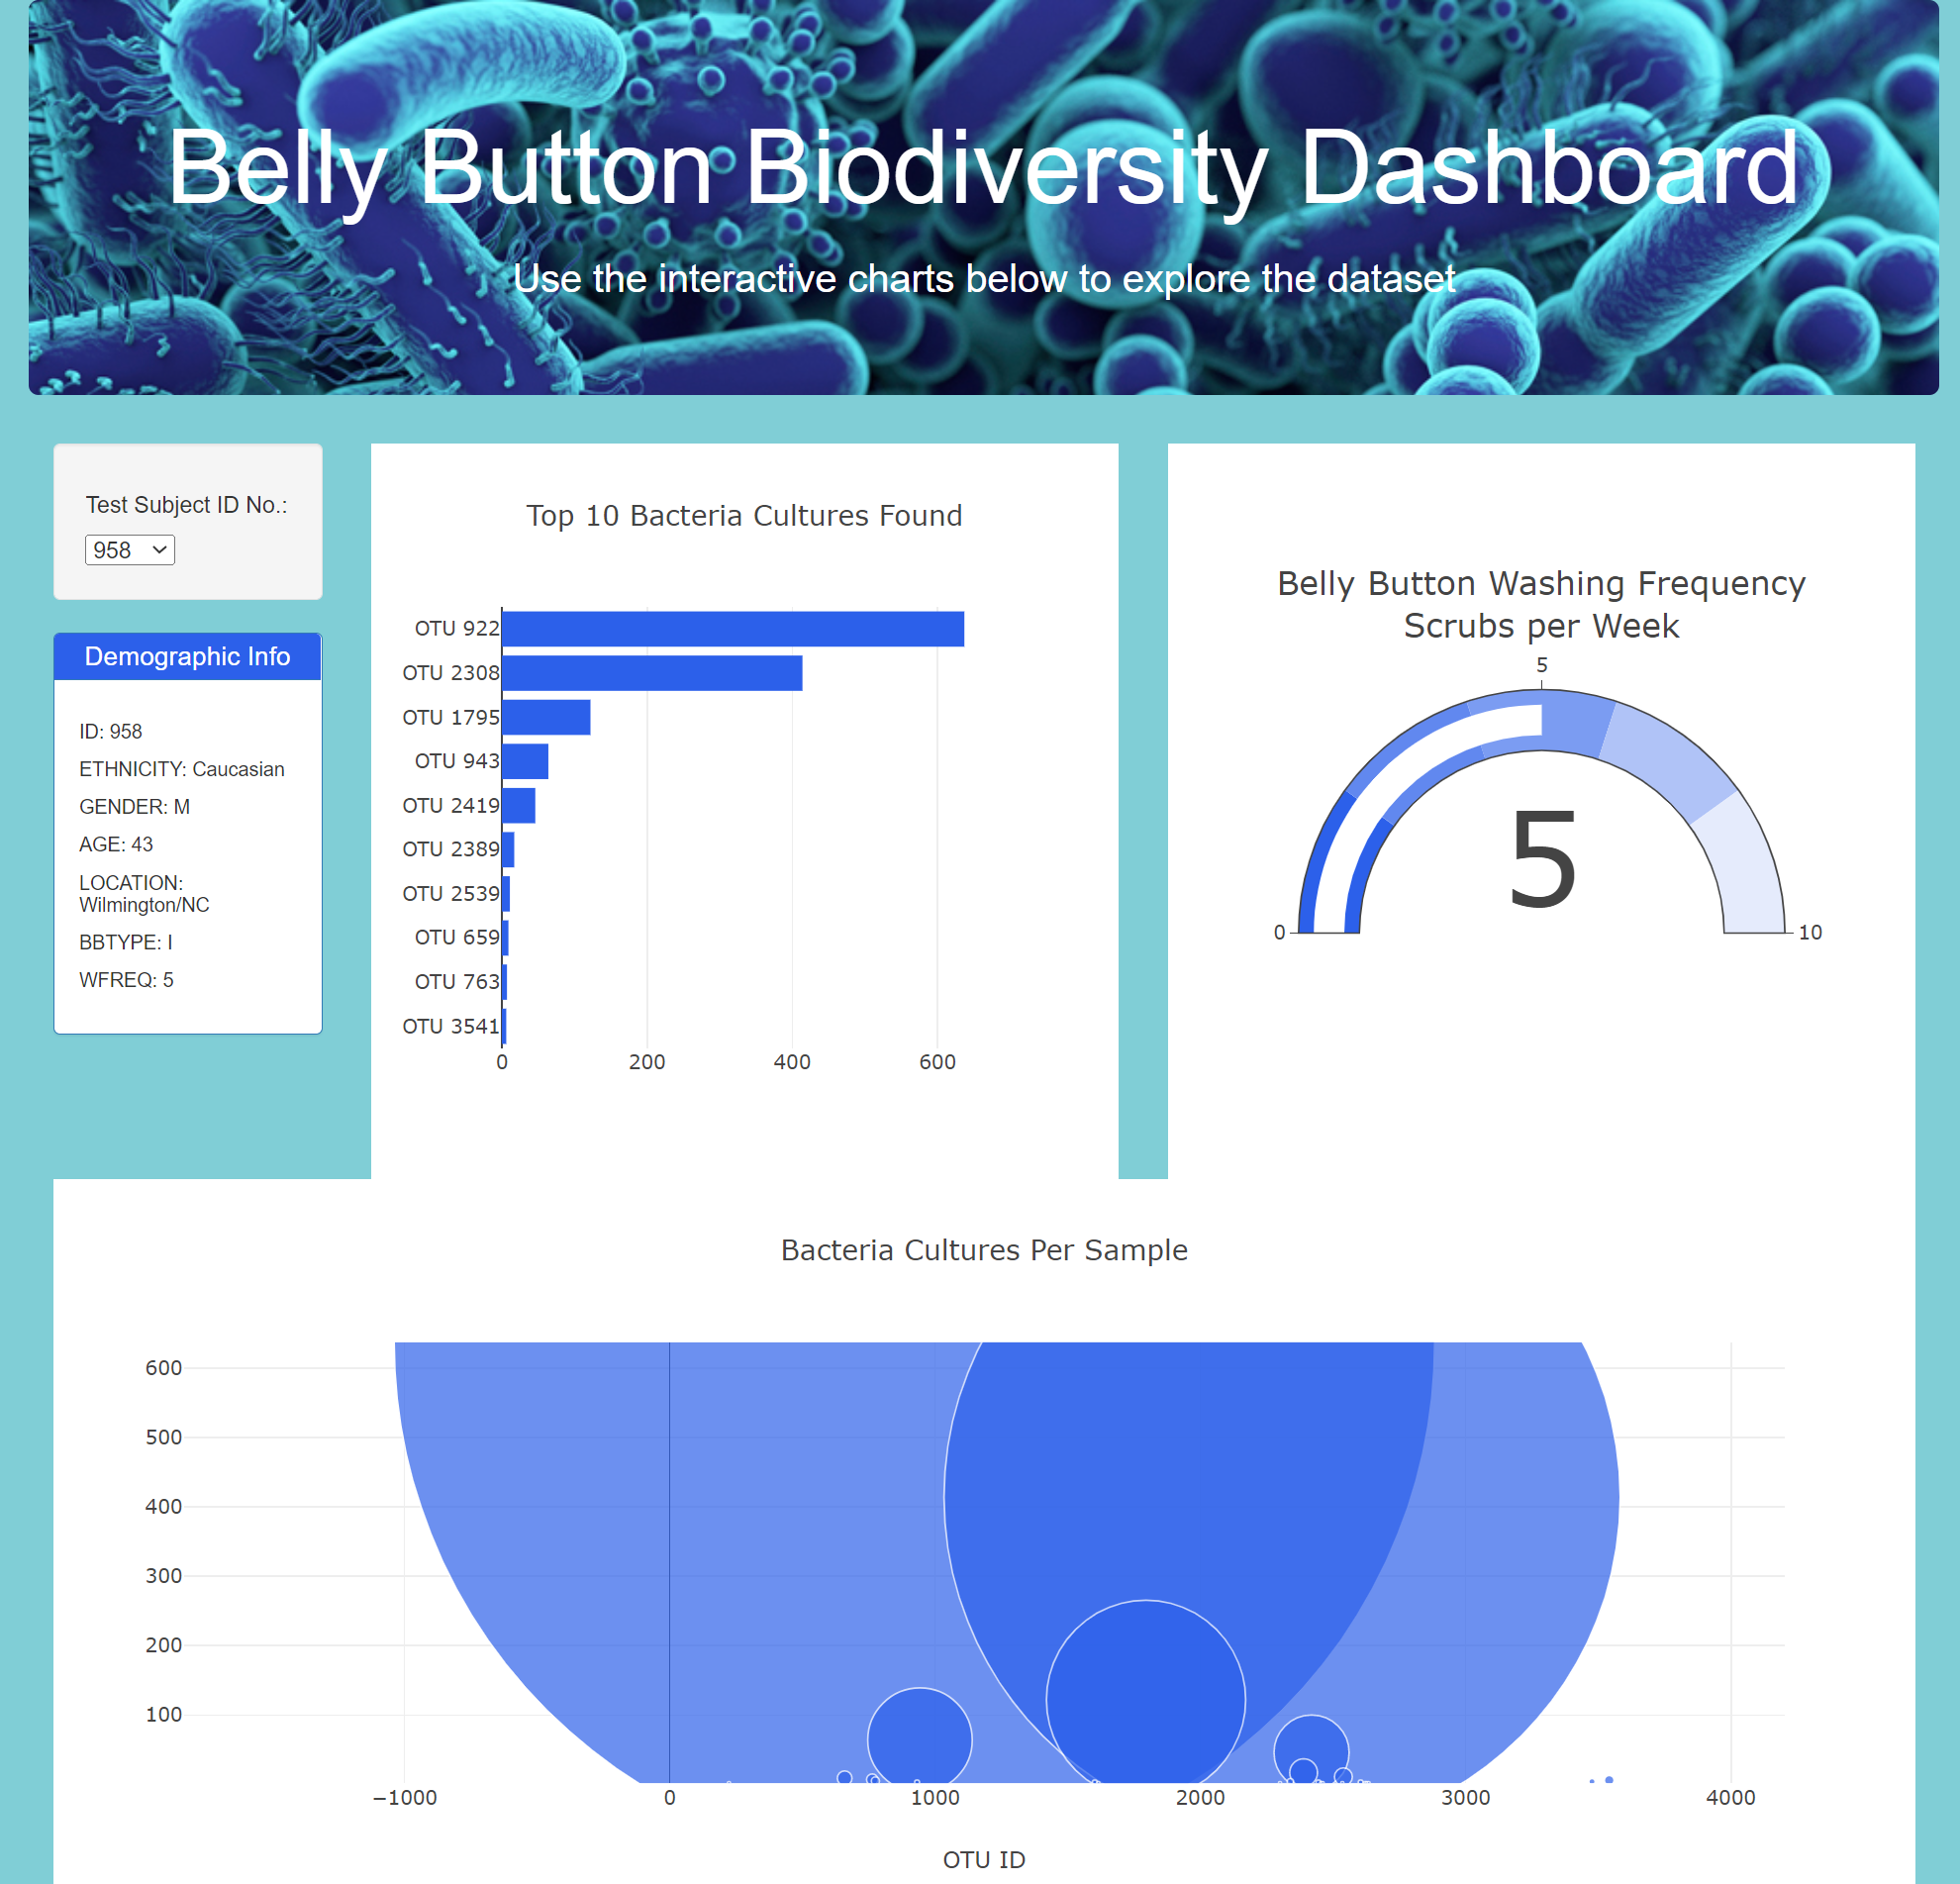 Belly Button Biodiversity Dashboard
Use the interactive charts below to explore the dataset
Test Subject ID No.:
958
Demographic Info
ID: 958
ETHNICITY: Caucasian
GENDER: M
AGE: 43
LOCATION:
Wilmington/NC
BBTYPE: I
WFREQ: 5
Top 10 Bacteria Cultures Found
OTU 922
OTU 2308
OTU 1795
OTU 943
OTU 2419
OTU 2389
OTU 2539
OTU 659
OTU 763
OTU 3541
0 200 400 600
Belly Button Washing Frequency
Scrubs per Week
5
5
0 10
Bacteria Cultures Per Sample
600
500
400
300
200
100
−1000 0 1000 2000 3000 4000
OTU ID